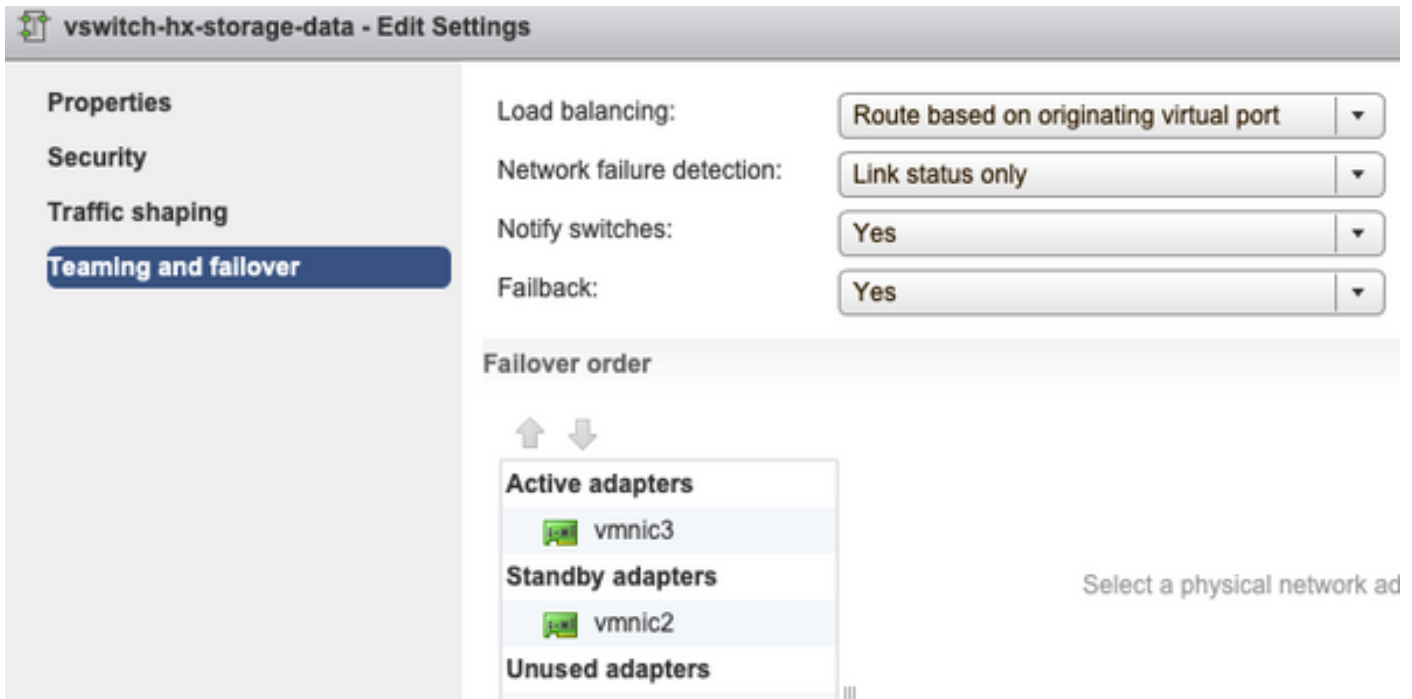 vswitch-hx-storage-data - Edit Settings
Properties
Security
Traffic shaping
Teaming and failover
Load balancing:
Route based on originating virtual port
Network failure detection:
Link status only
Notify switches:
Yes
Failback:
Yes
Failover order
Active adapters
vmnic3
Standby adapters
vmnic2
Unused adapters
Select a physical network ad